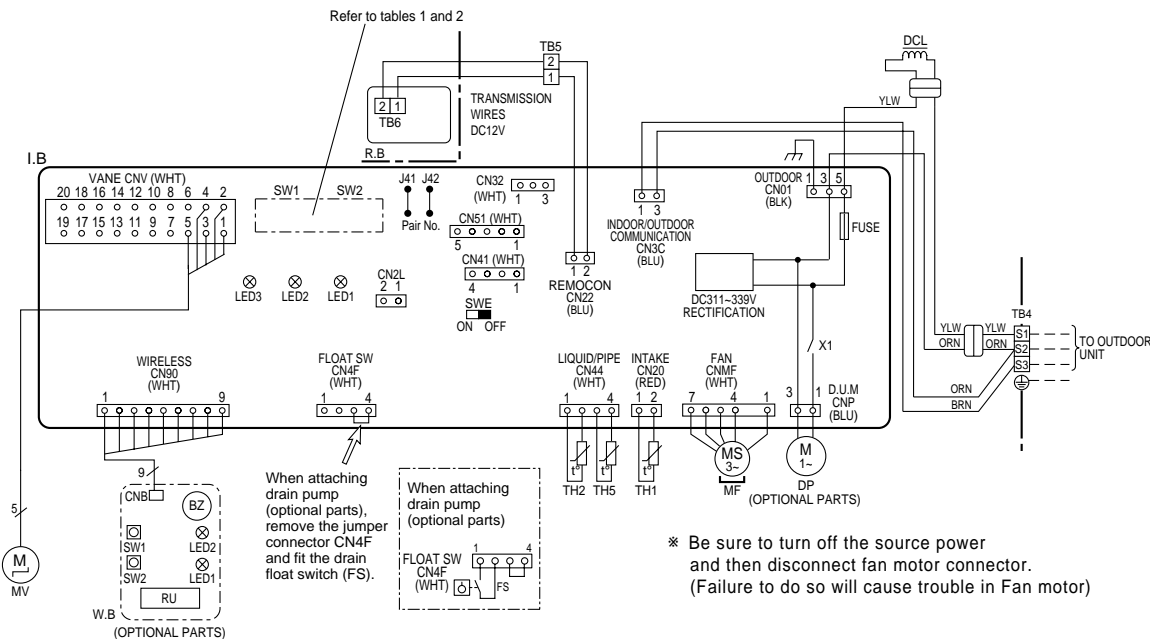 Refer to tables 1 and 2
DCL
TB5
2
1
YLW
TRANSMISSION
WIRES
DC12V
2 1
TB6
R.B
I.B
VANE CNV (WHT)
20 18 16 14 12 10 8 6 4 2
19 17 15 13 11 9 7 5 3 1
SW1 SW2
J41 J42
Pair No.
CN32
(WHT) 1 3
CN51 (WHT)
5 1
CN41 (WHT)
4 1
SWE
ON OFF
LED3 LED2 LED1
CN2L
2 1
1 2
REMOCON
CN22
(BLU)
1 3
INDOOR/OUTDOOR
COMMUNICATION
CN3C
(BLU)
OUTDOOR 1 3 5
CN01
(BLK)
FUSE
DC311~339V
RECTIFICATION
X1
TB4
YLW YLW S1
ORN ORN S2
S3
TO OUTDOOR
UNIT
ORN
BRN
WIRELESS
CN90
(WHT)
1 9
FLOAT SW
CN4F
(WHT)
1 4
LIQUID/PIPE
CN44
(WHT)
1 4
INTAKE
CN20
(RED)
1 2
FAN
CNMF
(WHT)
7 4 1
3 1
D.U.M
CNP
(BLU)
t° t° t°
TH2 TH5 TH1
MS
3~
MF
M
1~
DP
(OPTIONAL PARTS)
5
M
MV
9
CNB
BZ
SW1
LED2
SW2
LED1
RU
W.B
(OPTIONAL PARTS)
When attaching
drain pump
(optional parts),
remove the jumper
connector CN4F
and fit the drain
float switch (FS).
When attaching
drain pump
(optional parts)
FLOAT SW
CN4F
(WHT)
1 4
FS
※ Be sure to turn off the source power
and then disconnect fan motor connector.
(Failure to do so will cause trouble in Fan motor)